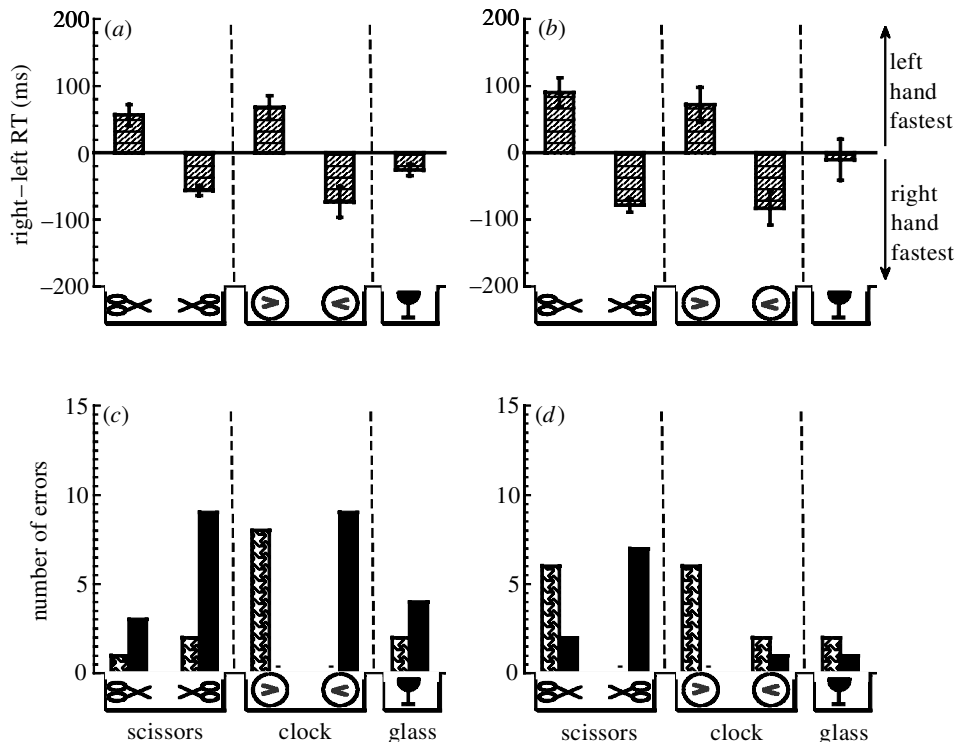 200
(a)
100
0
−100
−200
right−left RT (ms)
200
(b)
100
0
−100
−200
left
hand
fastest
right
hand
fastest
15
(c)
10
5
0
number of errors
scissors
clock
glass
15
(d)
10
5
0
scissors
clock
glass